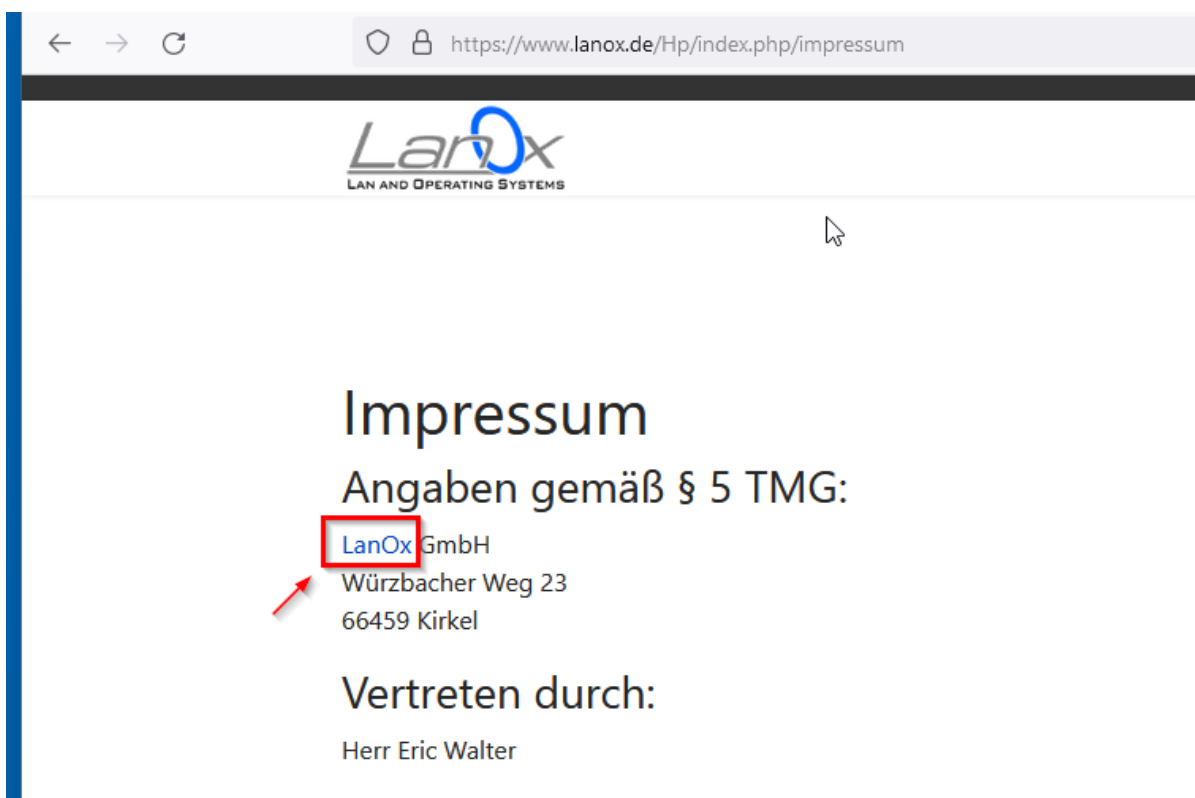 https://www.lanox.de/Hp/index.php/impressum
LanOx
LAN AND OPERATING SYSTEMS
Impressum
Angaben gemäß § 5 TMG:
LanOx GmbH
Würzbacher Weg 23
66459 Kirkel
Vertreten durch:
Herr Eric Walter